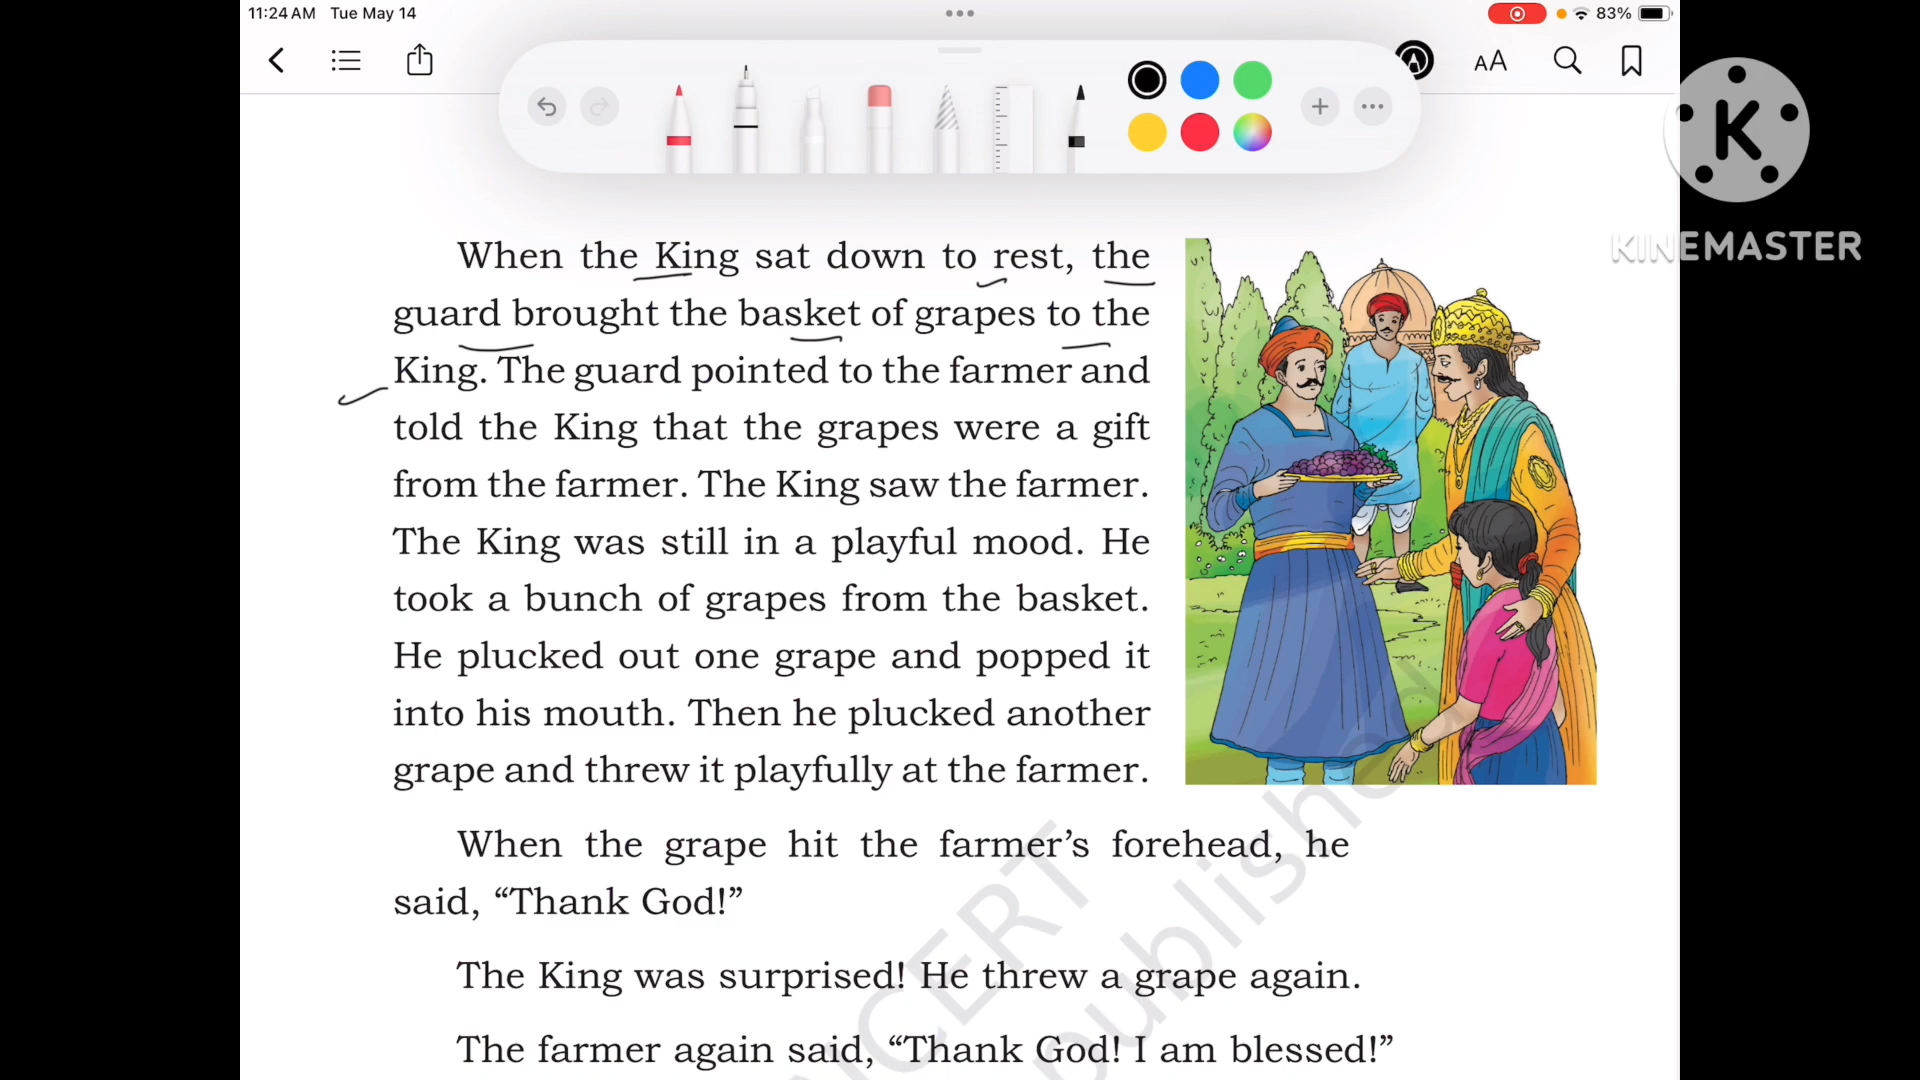 11:24 AM Tue May 14
83%
AA
K
KINEMASTER
When the King sat down to rest, the
guard brought the basket of grapes to the
King. The guard pointed to the farmer and
told the King that the grapes were a gift
from the farmer. The King saw the farmer.
The King was still in a playful mood. He
took a bunch of grapes from the basket.
He plucked out one grape and popped it
into his mouth. Then he plucked another
grape and threw it playfully at the farmer.
When the grape hit the farmer’s forehead, he
said, “Thank God!”
The King was surprised! He threw a grape again.
The farmer again said, “Thank God! I am blessed!”
NCERT
published